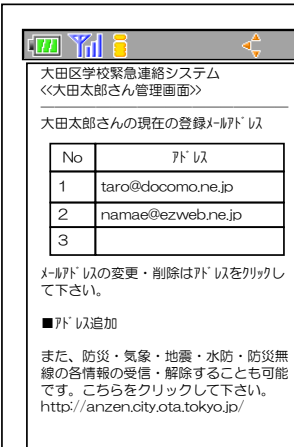 大田区学校緊急連絡システム
<<大田太郎さん管理画面>>
大田太郎さんの現在の登録ﾒｰﾙｱﾄﾞﾚｽ
No ｱﾄﾞﾚｽ
1 taro@docomo.ne.jp
2 namae@ezweb,ne.jp
3
ﾒｰﾙｱﾄﾞﾚｽの変更・削除はｱﾄﾞﾚｽをｸﾘｯｸし
て下さい。
■ｱﾄﾞﾚｽ追加
また、防災・気象・地震・水防・防災無
線の各情報の受信・解除することも可能
です。こちらをクリックして下さい。
http://anzen.city.ota.tokyo.jp/